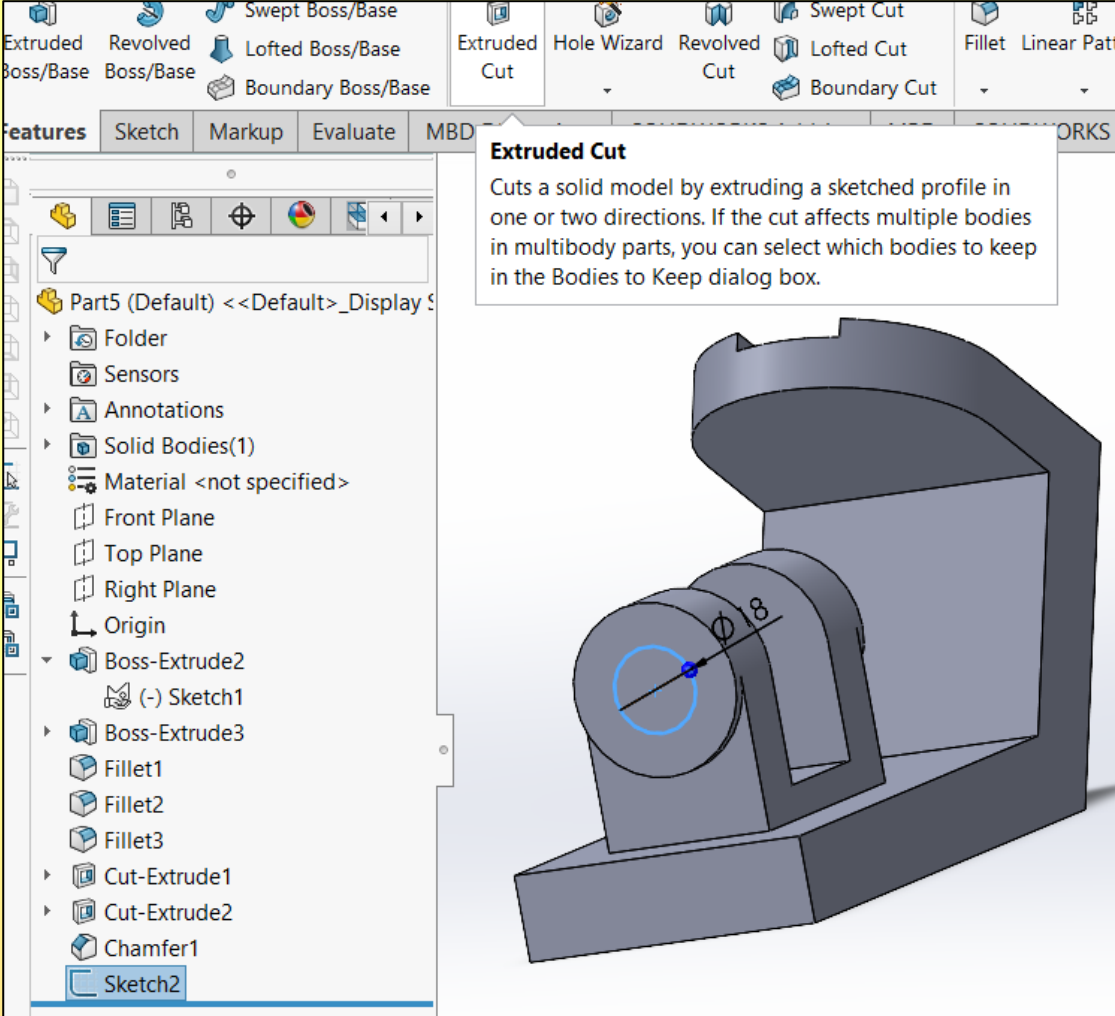 Swept Boss/Base
Swept Cut
Extruded
Boss/Base
Revolved
Boss/Base
Lofted Boss/Base
Extruded
Cut
Hole Wizard
Revolved
Cut
Lofted Cut
Fillet
Linear Patt
Boundary Boss/Base
Boundary Cut
Features
Sketch
Markup
Evaluate
MBD
ORKS
Extruded Cut
Cuts a solid model by extruding a sketched profile in
one or two directions. If the cut affects multiple bodies
in multibody parts, you can select which bodies to keep
in the Bodies to Keep dialog box.
Part5 (Default) <<Default>_Display S
Folder
Sensors
Annotations
Solid Bodies(1)
Material <not specified>
Front Plane
Top Plane
Right Plane
Origin
Boss-Extrude2
(-) Sketch1
Boss-Extrude3
Fillet1
Fillet2
Fillet3
Cut-Extrude1
Cut-Extrude2
Chamfer1
Sketch2
⌀ 18